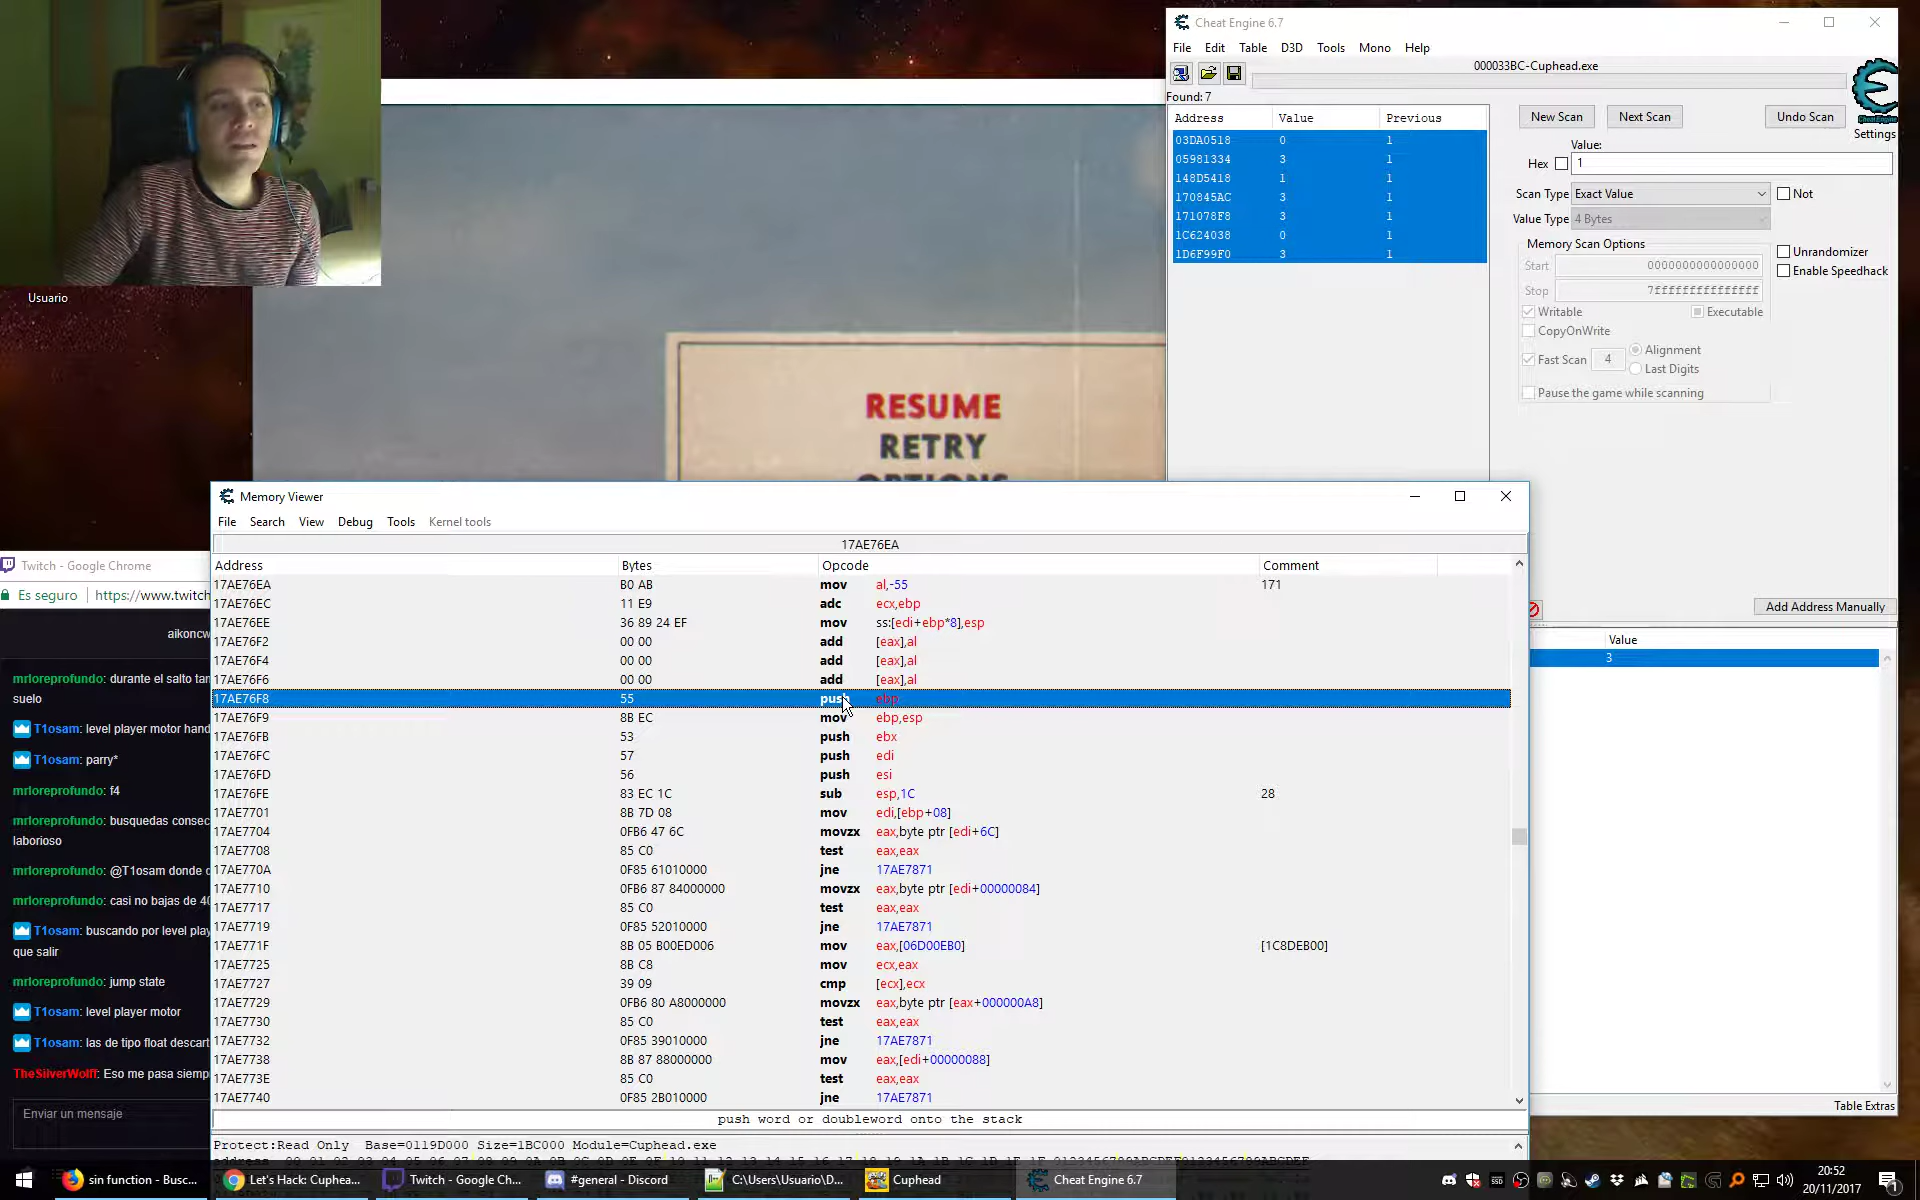 Cheat Engine 6.7
File Edit Table D3D Tools Mono Help
000033BC-Cuphead.exe
Found: 7
Settings
Address Value Previous
03DA0518 0 1
05981334 3 1
148D5418 1 1
170845AC 3 1
171078F8 3 1
1C624038 0 1
1D6F99F0 3 1
New Scan Next Scan Undo Scan
Value:
Hex 1
Scan Type Exact Value Not
Value Type 4 Bytes
Memory Scan Options
Start 0000000000000000
Stop 7fffffffffffffff
Writable Executable
CopyOnWrite
Fast Scan 4 Alignment
Last Digits
Pause the game while scanning
Unrandomizer
Enable Speedhack
Add Address Manually
Value
3
Table Extras
Usuario
RESUME
RETRY
OPTIONS
Memory Viewer
File Search View Debug Tools Kernel tools
17AE76EA
Address Bytes Opcode Comment
17AE76EA B0 AB mov al,-55 171
17AE76EC 11 E9 adc ecx,ebp
17AE76EE 36 89 24 EF mov ss:[edi+ebp*8],esp
17AE76F2 00 00 add [eax],al
17AE76F4 00 00 add [eax],al
17AE76F6 00 00 add [eax],al
17AE76F8 55 push ebp
17AE76F9 8B EC mov ebp,esp
17AE76FB 53 push ebx
17AE76FC 57 push edi
17AE76FD 56 push esi
17AE76FE 83 EC 1C sub esp,1C 28
17AE7701 8B 7D 08 mov edi,[ebp+08]
17AE7704 0FB6 47 6C movzx eax,byte ptr [edi+6C]
17AE7708 85 C0 test eax,eax
17AE770A 0F85 61010000 jne 17AE7871
17AE7710 0FB6 87 84000000 movzx eax,byte ptr [edi+00000084]
17AE7717 85 C0 test eax,eax
17AE7719 0F85 52010000 jne 17AE7871
17AE771F 8B 05 B00ED006 mov eax,[06D00EB0] [1C8DEB00]
17AE7725 8B C8 mov ecx,eax
17AE7727 39 09 cmp [ecx],ecx
17AE7729 0FB6 80 A8000000 movzx eax,byte ptr [eax+000000A8]
17AE7730 85 C0 test eax,eax
17AE7732 0F85 39010000 jne 17AE7871
17AE7738 8B 87 88000000 mov eax,[edi+00000088]
17AE773E 85 C0 test eax,eax
17AE7740 0F85 2B010000 jne 17AE7871
push word or doubleword onto the stack
Protect:Read Only Base=0119D000 Size=1BC000 Module=Cuphead.exe
Twitch - Google Chrome
Es seguro https://www.twitch
aikoncw
mrloreprofundo: durante el salto tan
suelo
T1osam: level player motor hand
T1osam: parry*
mrloreprofundo: f4
mrloreprofundo: busquedas consec
laborioso
mrloreprofundo: @T1osam donde
mrloreprofundo: casi no bajas de 40
T1osam: buscando por level play
que salir
mrloreprofundo: jump state
T1osam: level player motor
T1osam: las de tipo float descart
TheSilverWolff: Eso me pasa siemp
Enviar un mensaje
sin function - Busc... Let's Hack: Cuphea... Twitch - Google Ch... #general - Discord C:\Users\Usuario\D... Cuphead Cheat Engine 6.7
20:52
20/11/2017